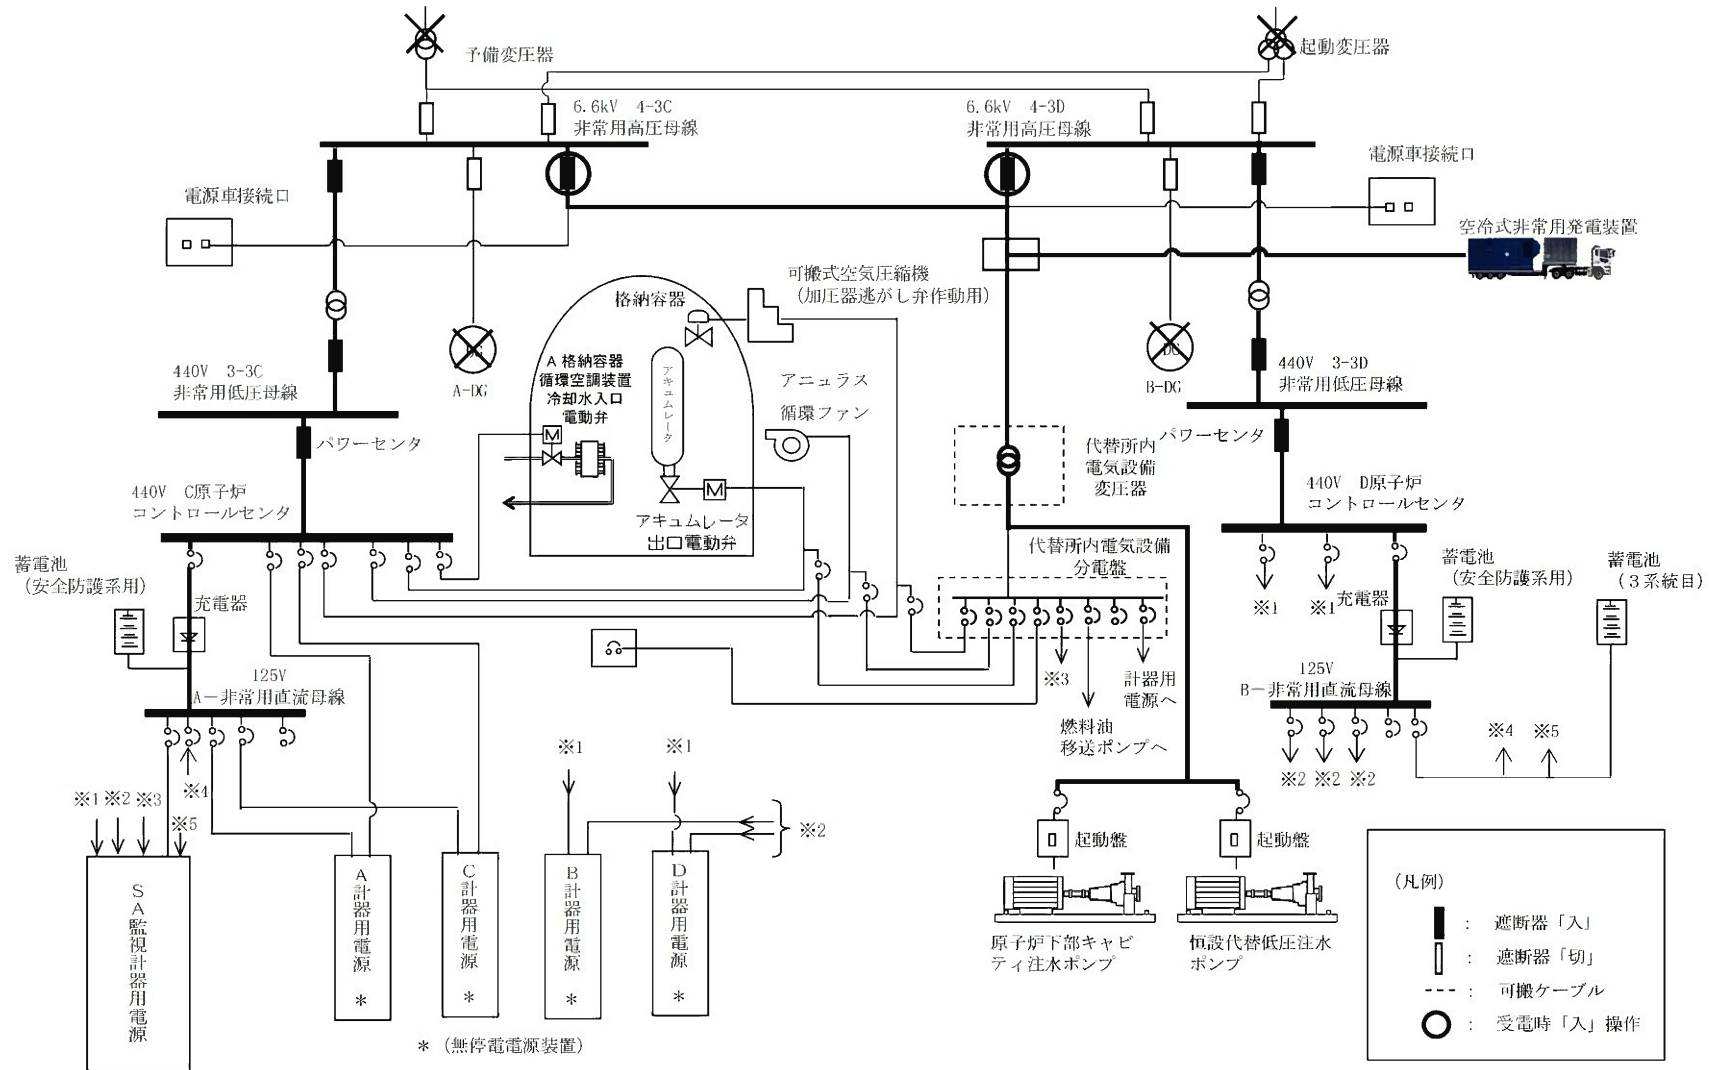 予備変圧器
起動変圧器
6.6kV 4-3C
非常用高圧母線
6.6kV 4-3D
非常用高圧母線
電源車接続口
電源車接続口
空冷式非常用発電装置
可搬式空気圧縮機
(加圧器逃がし弁作動用)
格納容器
A格納容器
循環空調装置
冷却水入口
電動弁
アキュムレータ
アニュラス
循環ファン
M
M
アキュムレータ
出口電動弁
DG
A-DG
DG
B-DG
440V 3-3C
非常用低圧母線
パワーセンタ
440V 3-3D
非常用低圧母線
パワーセンタ
代替所内
電気設備
変圧器
440V C原子炉
コントロールセンタ
440V D原子炉
コントロールセンタ
代替所内電気設備
分電盤
蓄電池
(安全防護系用)
充電器
125V
A-非常用直流母線
※1
※1
充電器
蓄電池
(安全防護系用)
蓄電池
(3系統目)
125V
B-非常用直流母線
※3
計器用
電源へ
燃料油
移送ポンプへ
※4
※5
※2
※2
※2
※1
※2
※3
※4
※5
※1
※1
※2
SA監視計器用電源
A計器用電源 *
C計器用電源 *
B計器用電源 *
D計器用電源 *
* (無停電電源装置)
起動盤
起動盤
原子炉下部キャビ
ティ注水ポンプ
恒設代替低圧注水
ポンプ
(凡例)
: 遮断器「入」
: 遮断器「切」
: 可搬ケーブル
: 受電時「入」操作